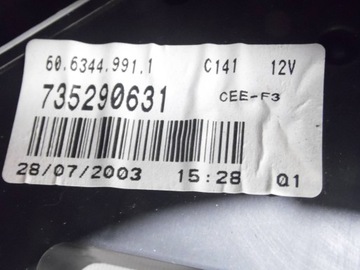 60.6344.991.1 C141 12V
735290631 CEE-F3
28/07/2003 15:28 Q1